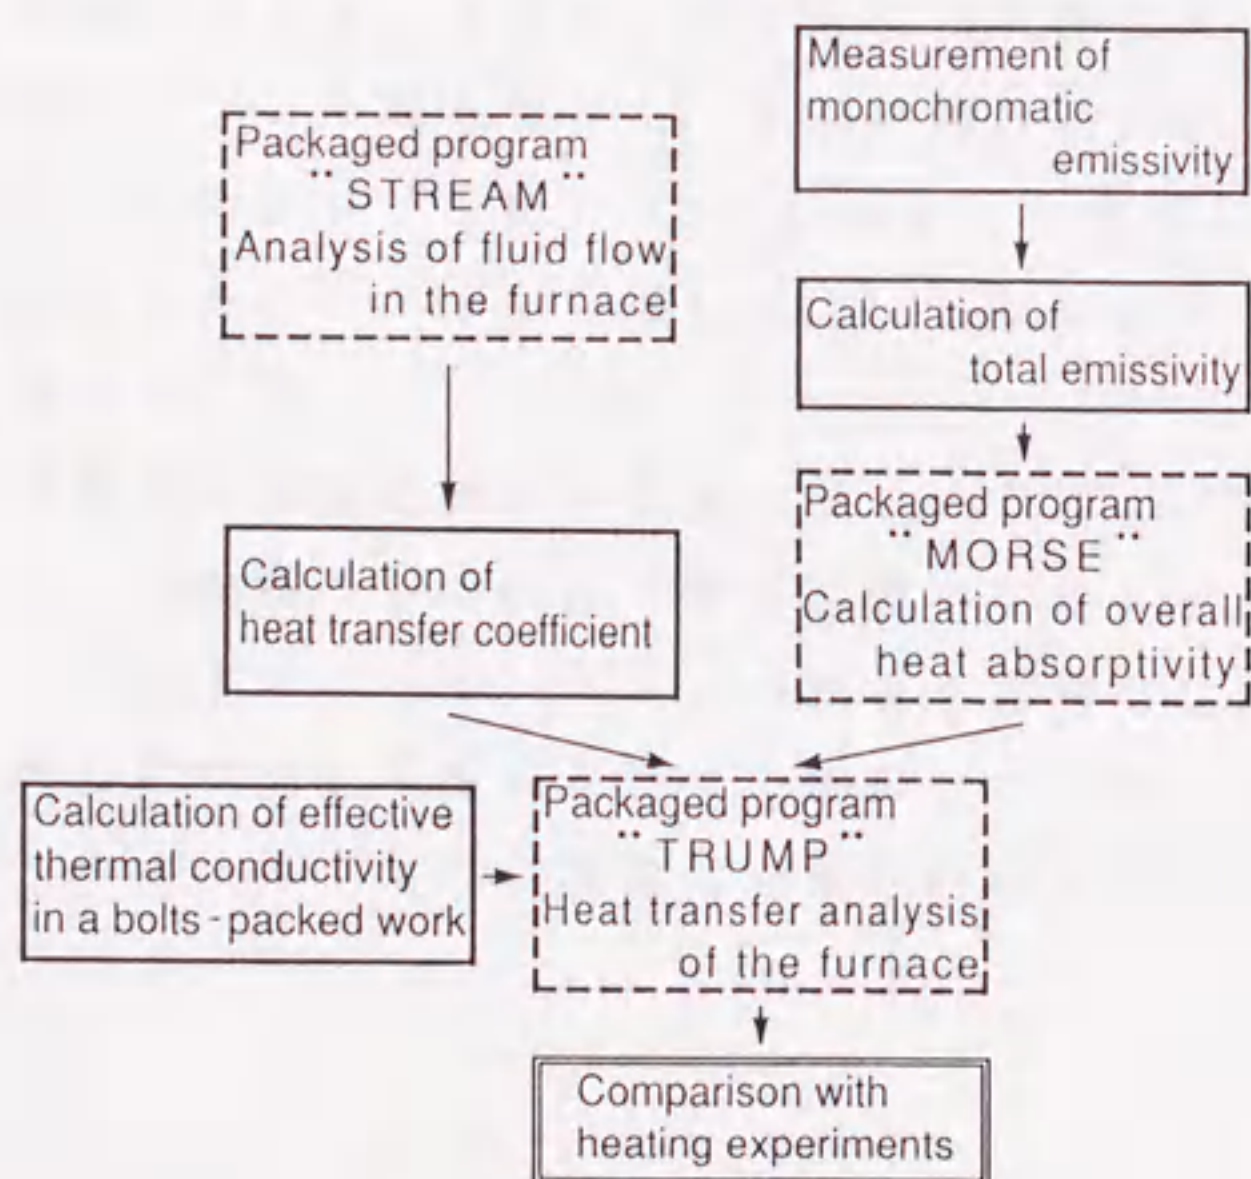 Measurement of
monochromatic
emissivity
Packaged program
¨STREAM¨
Analysis of fluid flow
in the furnace
Calculation of
total emissivity
Packaged program
¨MORSE¨
Calculation of overall
heat absorptivity
Calculation of
heat transfer coefficient
Calculation of effective
thermal conductivity
in a bolts-packed work
Packaged program
¨TRUMP¨
Heat transfer analysis
of the furnace
Comparison with
heating experiments